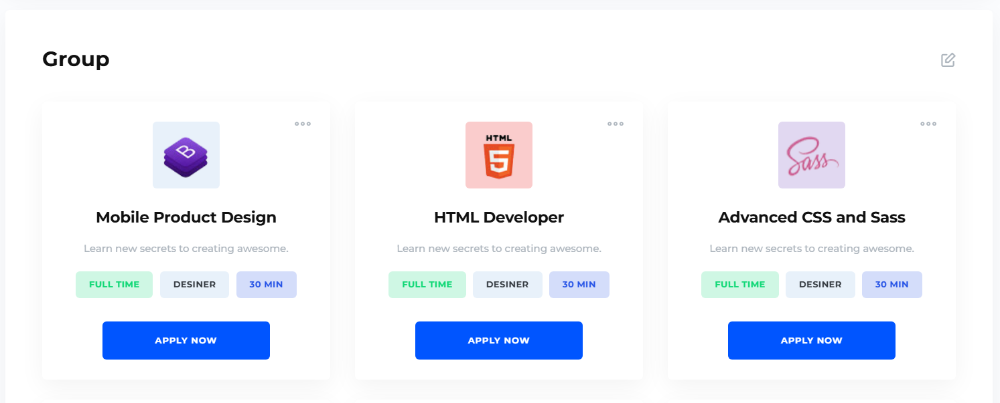 Group
HTML
5
Sass
Mobile Product Design
HTML Developer
Advanced CSS and Sass
Learn new secrets to creating awesome.
Learn new secrets to creating awesome.
Learn new secrets to creating awesome.
FULL TIME DESINER 30 MIN
FULL TIME DESINER 30 MIN
FULL TIME DESINER 30 MIN
APPLY NOW
APPLY NOW
APPLY NOW